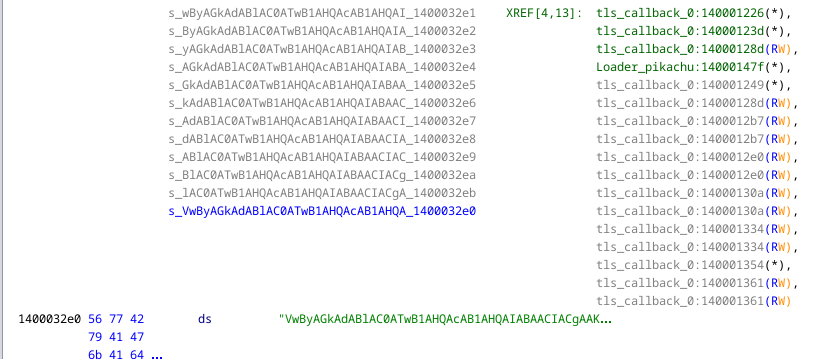 s_wByAGkAdABlAC0ATwB1AHQAcAB1AHQAI_1400032e1 XREF[4,13]: tls_callback_0:140001226(*),
s_ByAGkAdABlAC0ATwB1AHQAcAB1AHQAIA_1400032e2 tls_callback_0:14000123d(*),
s_yAGkAdABlAC0ATwB1AHQAcAB1AHQAIAB_1400032e3 tls_callback_0:14000128d(RW),
s_AGkAdABlAC0ATwB1AHQAcAB1AHQAIABA_1400032e4 Loader_pikachu:14000147f(*),
s_GkAdABlAC0ATwB1AHQAcAB1AHQAIABAA_1400032e5 tls_callback_0:140001249(*),
s_kAdABlAC0ATwB1AHQAcAB1AHQAIABAAC_1400032e6 tls_callback_0:14000128d(RW),
s_AdABlAC0ATwB1AHQAcAB1AHQAIABAACI_1400032e7 tls_callback_0:1400012b7(RW),
s_dABlAC0ATwB1AHQAcAB1AHQAIABAACIA_1400032e8 tls_callback_0:1400012b7(RW),
s_ABlAC0ATwB1AHQAcAB1AHQAIABAACIAC_1400032e9 tls_callback_0:1400012e0(RW),
s_BlAC0ATwB1AHQAcAB1AHQAIABAACIACg_1400032ea tls_callback_0:1400012e0(RW),
s_lAC0ATwB1AHQAcAB1AHQAIABAACIACgA_1400032eb tls_callback_0:14000130a(RW),
s_VwByAGkAdABlAC0ATwB1AHQAcAB1AHQA_1400032e0 tls_callback_0:14000130a(RW),
tls_callback_0:140001334(RW),
tls_callback_0:140001334(RW),
tls_callback_0:140001354(*),
tls_callback_0:140001361(RW),
tls_callback_0:140001361(RW)
1400032e0 56 77 42 ds "VwByAGkAdABlAC0ATwB1AHQAcAB1AHQAIABAACIACgAAK...
79 41 47
6b 41 64 ...